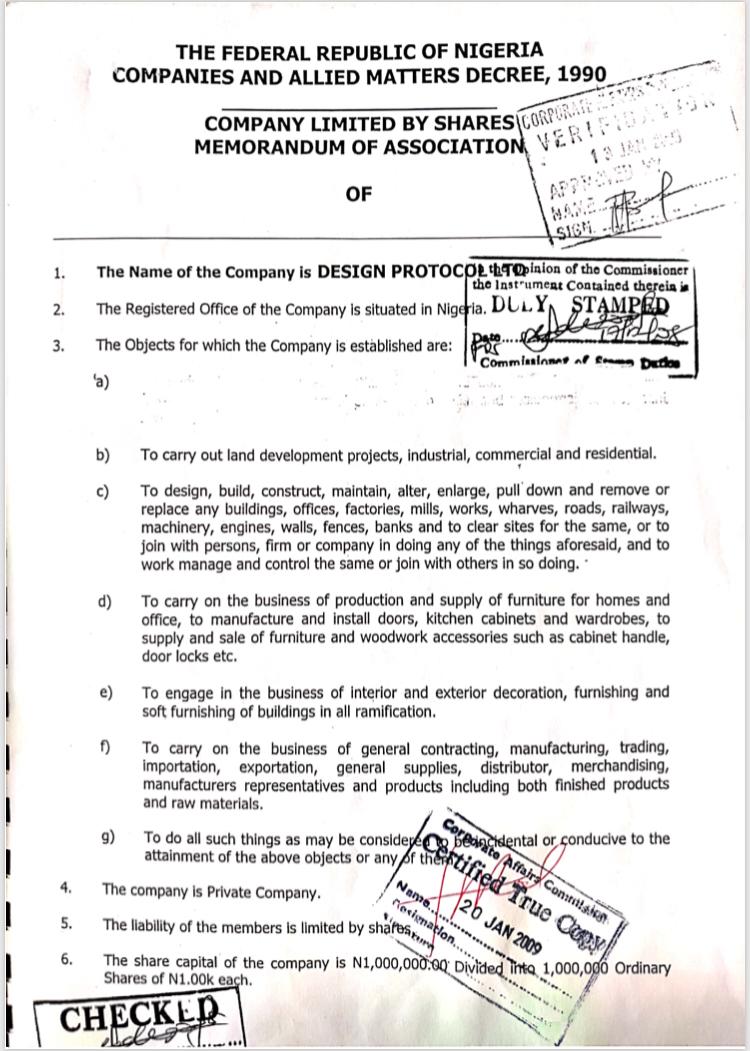 THE FEDERAL REPUBLIC OF NIGERIA
COMPANIES AND ALLIED MATTERS DECREE, 1990
COMPANY LIMITED BY SHARES
MEMORANDUM OF ASSOCIATION
OF
CORPORATE
VERIFICATION
JAN
APPROVED BY
NAME
SIGN.
1. The Name of the Company is DESIGN PROTOCOL
the Opinion of the Commissioner
the Instrument Contained therein is
DULY STAMPED
Date....
Commissioner of Stamp Duties
2. The Registered Office of the Company is situated in Nigeria.
3. The Objects for which the Company is established are:
a)
b) To carry out land development projects, industrial, commercial and residential.
c) To design, build, construct, maintain, alter, enlarge, pull down and remove or
replace any buildings, offices, factories, mills, works, wharves, roads, railways,
machinery, engines, walls, fences, banks and to clear sites for the same, or to
join with persons, firm or company in doing any of the things aforesaid, and to
work manage and control the same or join with others in so doing.
d) To carry on the business of production and supply of furniture for homes and
office, to manufacture and install doors, kitchen cabinets and wardrobes, to
supply and sale of furniture and woodwork accessories such as cabinet handle,
door locks etc.
e) To engage in the business of interior and exterior decoration, furnishing and
soft furnishing of buildings in all ramification.
f) To carry on the business of general contracting, manufacturing, trading,
importation, exportation, general supplies, distributor, merchandising,
manufacturers representatives and products including both finished products
and raw materials.
g) To do all such things as may be considered to be incidental or conducive to the
attainment of the above objects or any of them
4. The company is Private Company.
5. The liability of the members is limited by shares.
6. The share capital of the company is N1,000,000.00 Divided into 1,000,000 Ordinary
Shares of N1.00k each.
Corporate Affairs Commission
Certified True Copy
Name
20 JAN 2009
Designation
Signature
CHECKED